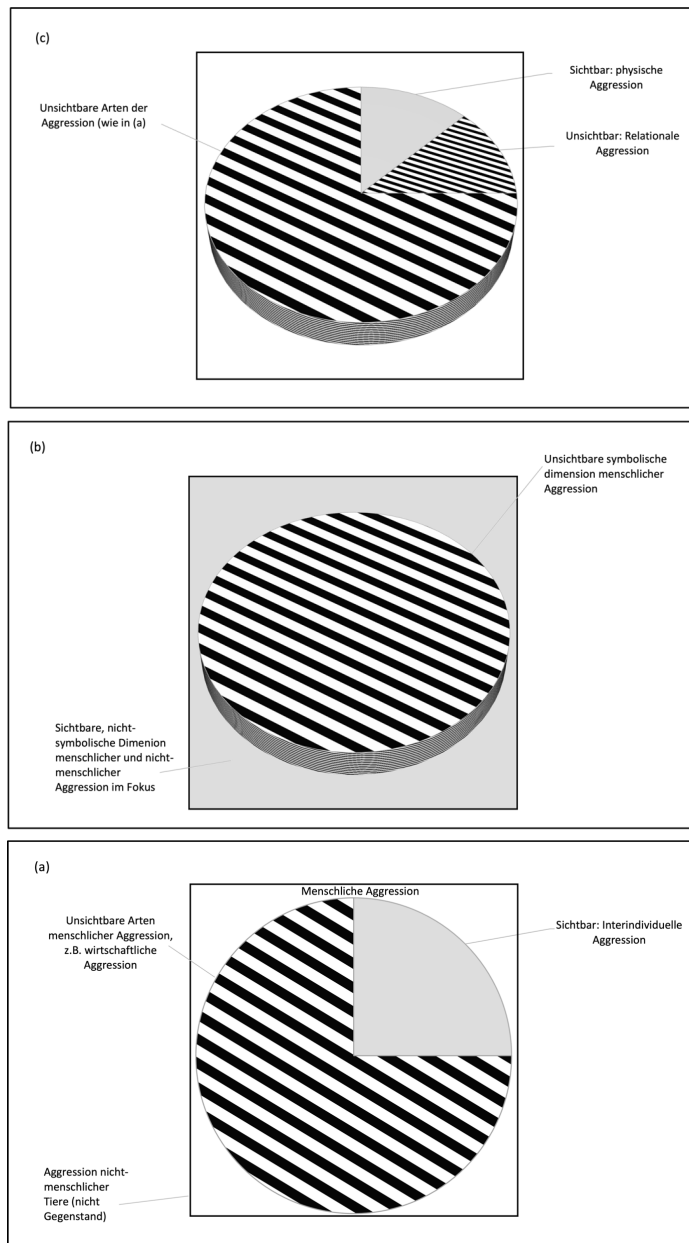 (c)
Sichtbar: physische
Aggression
Unsichtbare Arten der
Aggression (wie in (a)
Unsichtbar: Relationale
Aggression
(b)
Unsichtbare symbolische
dimension menschlicher
Aggression
Sichtbare, nicht-
symbolische Dimenion
menschlicher und nicht-
menschlicher
Aggression im Fokus
(a)
Menschliche Aggression
Unsichtbare Arten
menschlicher Aggression,
z.B. wirtschaftliche
Aggression
Sichtbar: Interindividuelle
Aggression
Aggression nicht-
menschlicher
Tiere (nicht
Gegenstand)